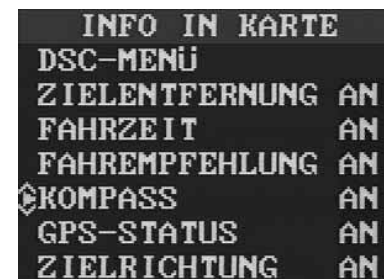 INFO IN KARTE
DSC-MENÜ
ZIELENTFERNUNG AN
FAHRZEIT AN
FAHREMPFEHLUNG AN
KOMPASS AN
GPS-STATUS AN
ZIELRICHTUNG AN